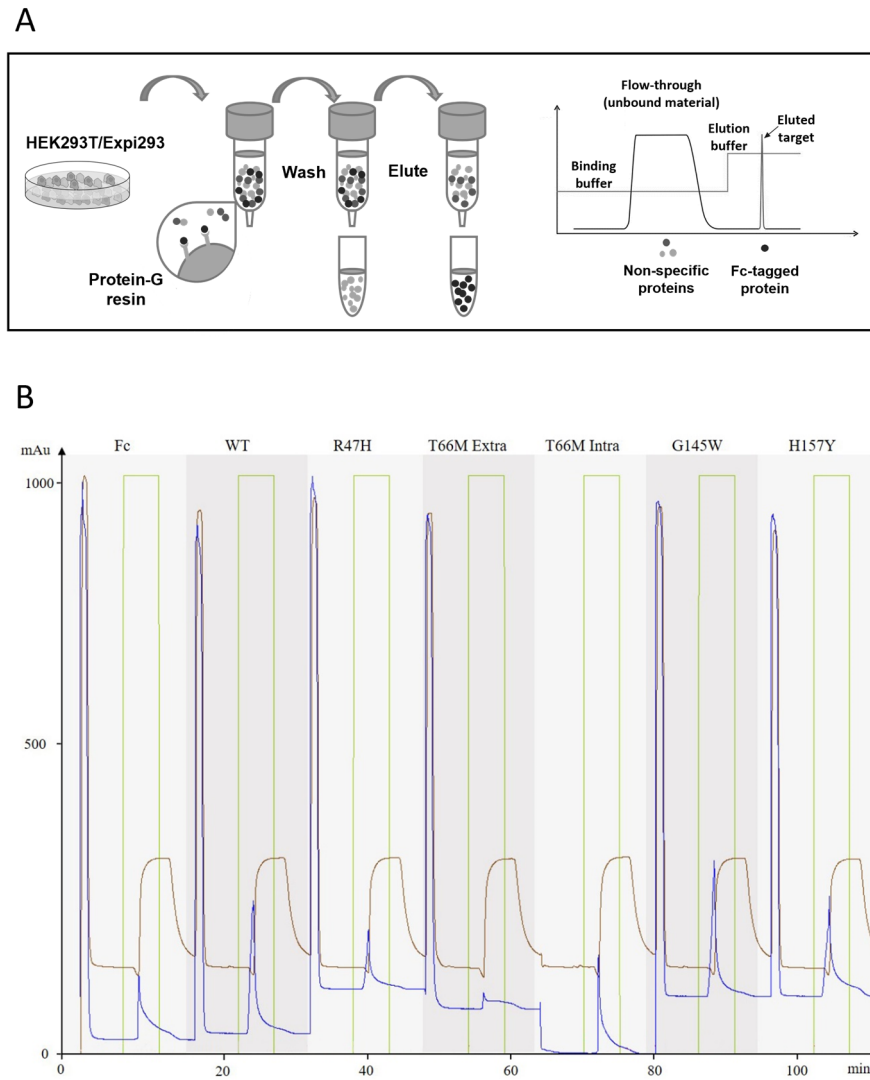 A
HEK293T/Expi293
Wash
Elute
Protein-G
resin
Flow-through
(unbound material)
Elution
buffer
Eluted
target
Binding
buffer
Non-specific
proteins
Fc-tagged
protein
B
mAu
Fc
WT
R47H
T66M Extra
T66M Intra
G145W
H157Y
1000
500
0
0
20
40
60
80
100
min